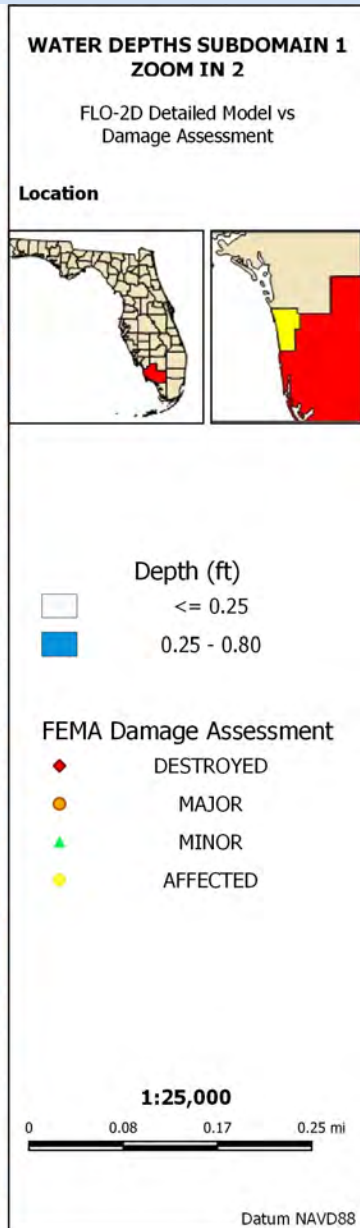 WATER DEPTHS SUBDOMAIN 1
ZOOM IN 2
FLO-2D Detailed Model vs
Damage Assessment
Location
Depth (ft)
<= 0.25
0.25 - 0.80
FEMA Damage Assessment
DESTROYED
MAJOR
MINOR
AFFECTED
1:25,000
0 0.08 0.17 0.25 mi
Datum NAVD88